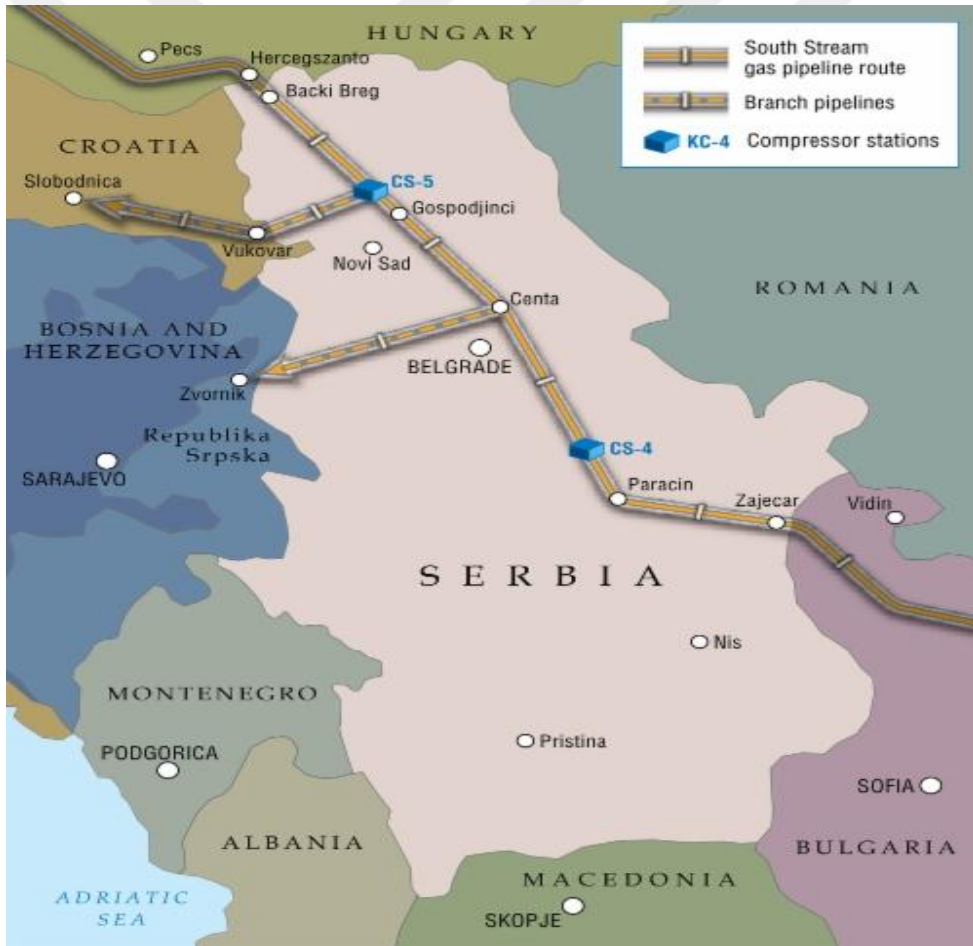 HUNGARY
Pecs
Hercegszanto
Backi Breg
South Stream
gas pipeline route
Branch pipelines
KC-4 Compressor stations
CROATIA
Slobodnica
CS-5
Gospodjinci
Vukovar
Novi Sad
ROMANIA
Centa
BOSNIA AND
HERZEGOVINA
BELGRADE
Zvornik
Republika
Srpska
CS-4
SARAJEVO
Paracin
Zajecar
Vidin
SERBIA
Nis
MONTENEGRO
Pristina
PODGORICA
SOFIA
ALBANIA
BULGARIA
MACEDONIA
ADRIATIC
SEA
SKOPJE